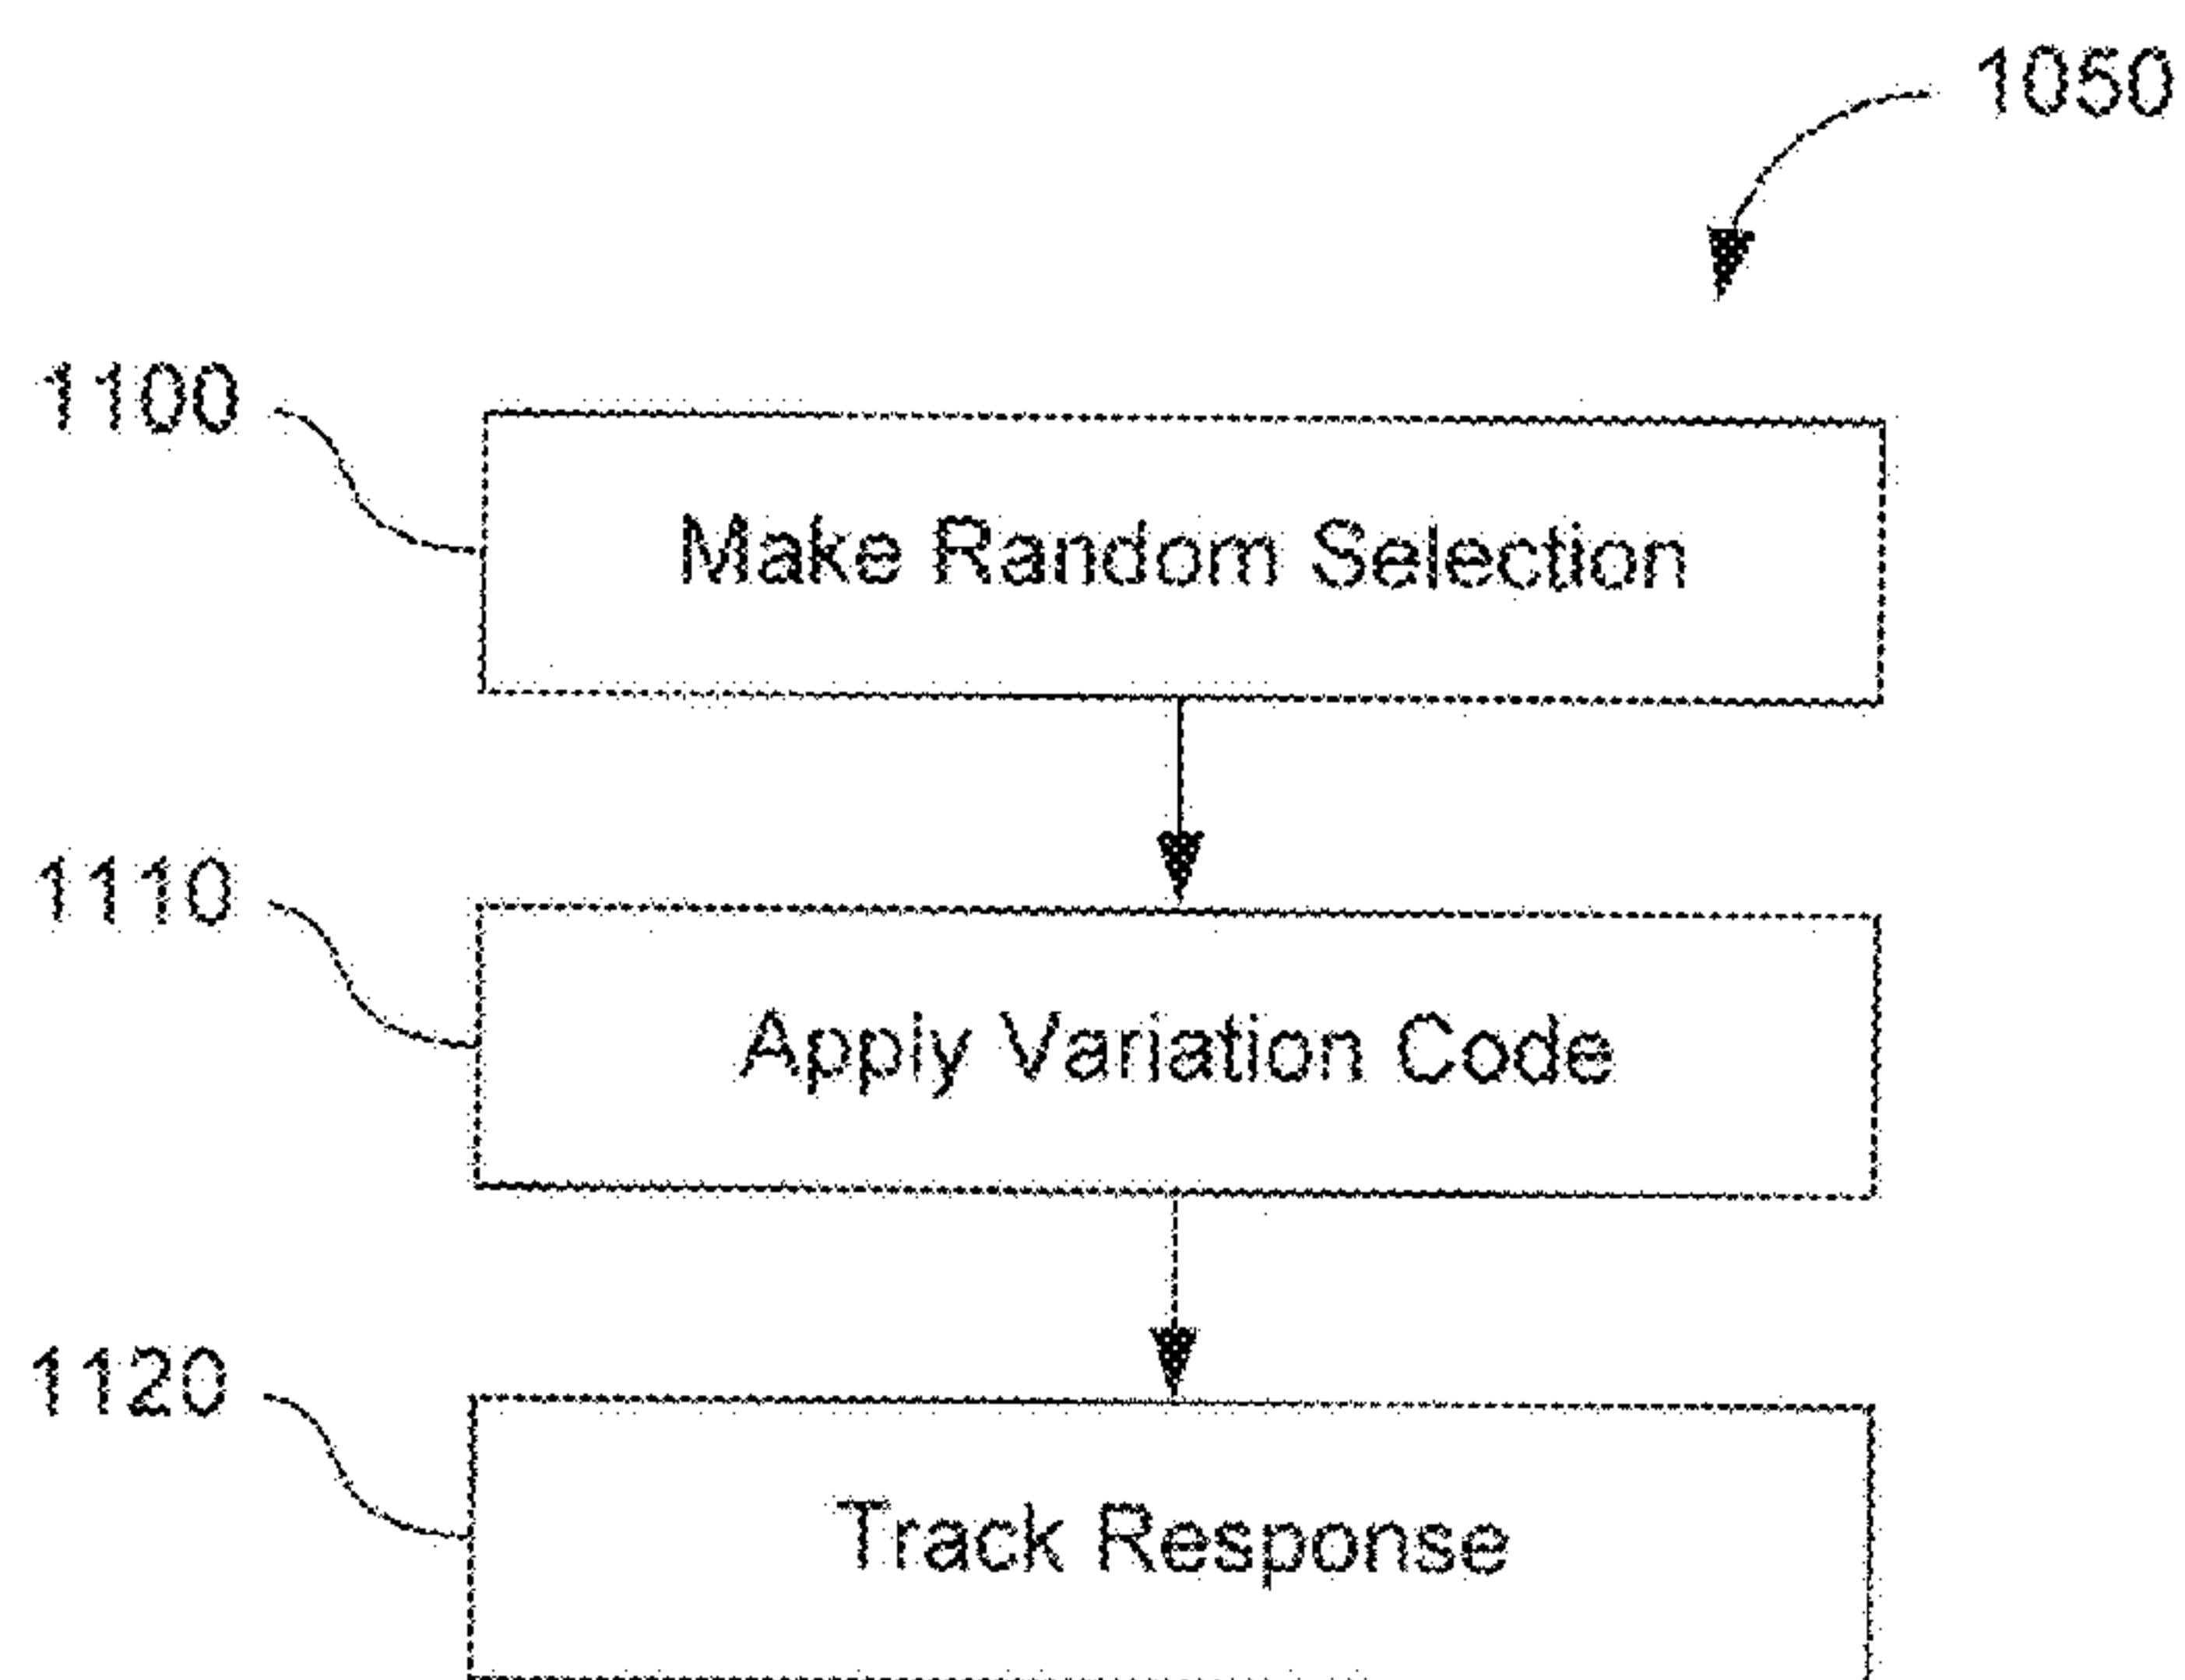 1050
1100
Make Random Selection
1110
Apply Variation Code
1120
Track Response